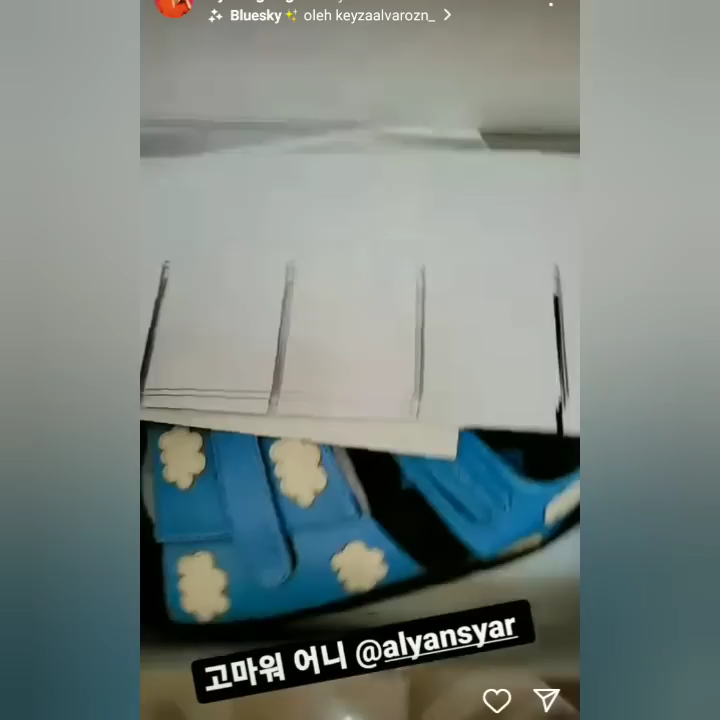 ✨ Bluesky✨ oleh keyzaalvarozn_ >
고마워 어니 @alyansyar